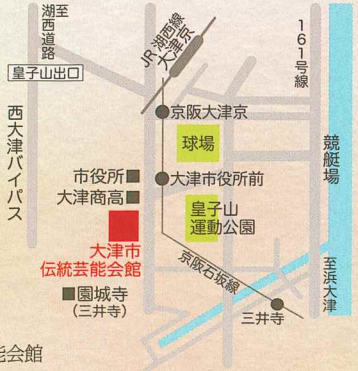 至
湖西道路
皇子山出口
西大津バイパス
JR湖西線
大津京
161号線
京阪大津京
球場
競艇場
市役所
大津市役所前
大津商高
皇子山
運動公園
大津市
伝統芸能会館
京阪石坂線
至浜大津
園城寺
(三井寺)
三井寺
能会館